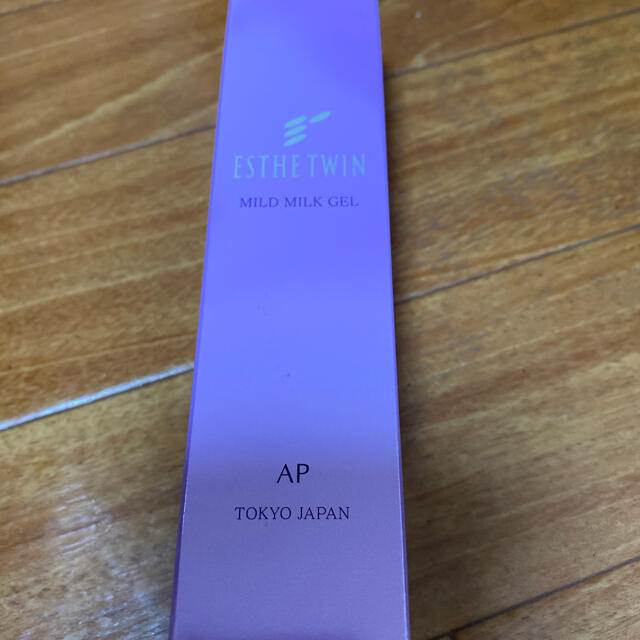 ESTHE TWIN
MILD MILK GEL
AP
TOKYO JAPAN